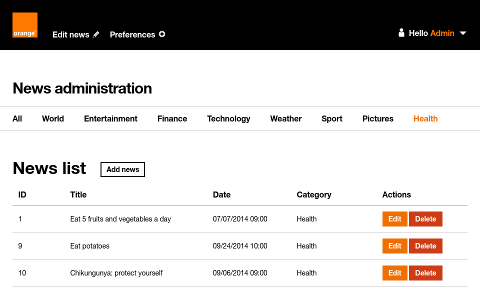 orange
Edit news Preferences Hello Admin
News administration
All World Entertainment Finance Technology Weather Sport Pictures Health
News list Add news
ID Title Date Category Actions
1 Eat 5 fruits and vegetables a day 07/07/2014 09:00 Health Edit Delete
9 Eat potatoes 09/24/2014 10:00 Health Edit Delete
10 Chikungunya: protect yourself 09/06/2014 09:00 Health Edit Delete